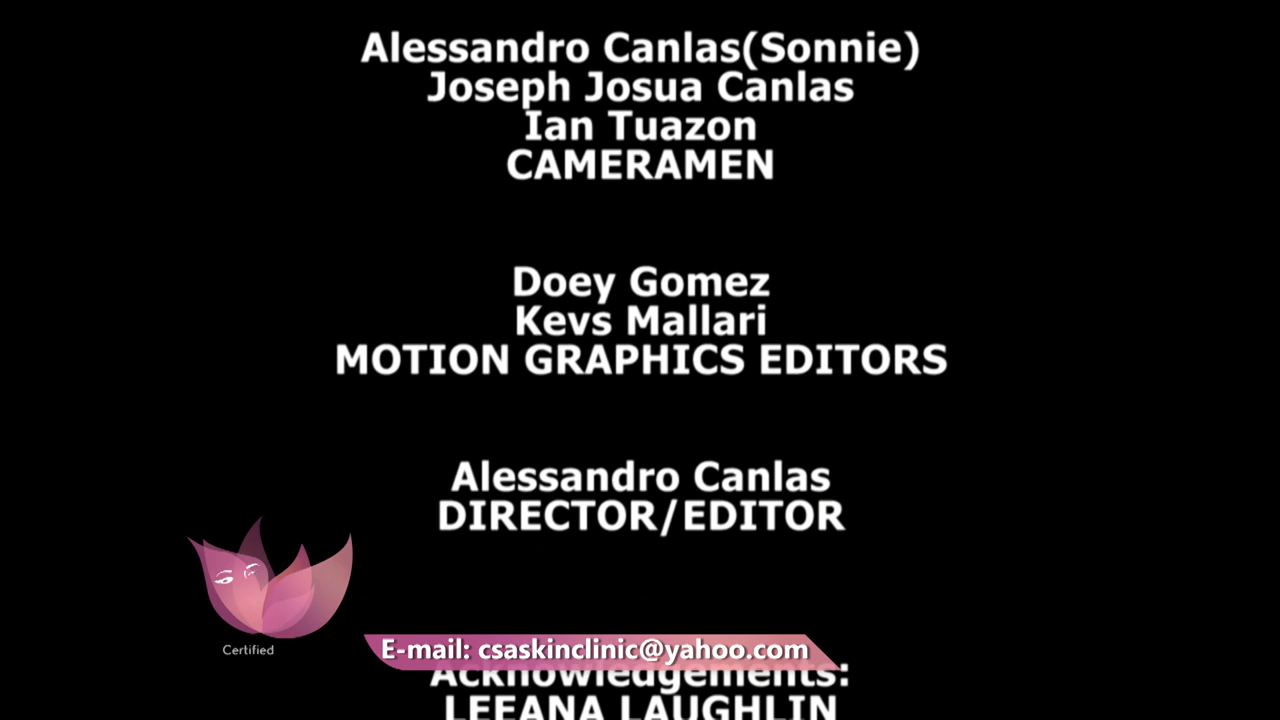 Alessandro Canlas(Sonnie)
Joseph Josua Canlas
Ian Tuazon
CAMERAMEN
Doey Gomez
Kevs Mallari
MOTION GRAPHICS EDITORS
Alessandro Canlas
DIRECTOR/EDITOR
Certified
E-mail: csaskinclinic@yahoo.com
Acknowledgements:
LEEANA LAUGHLIN